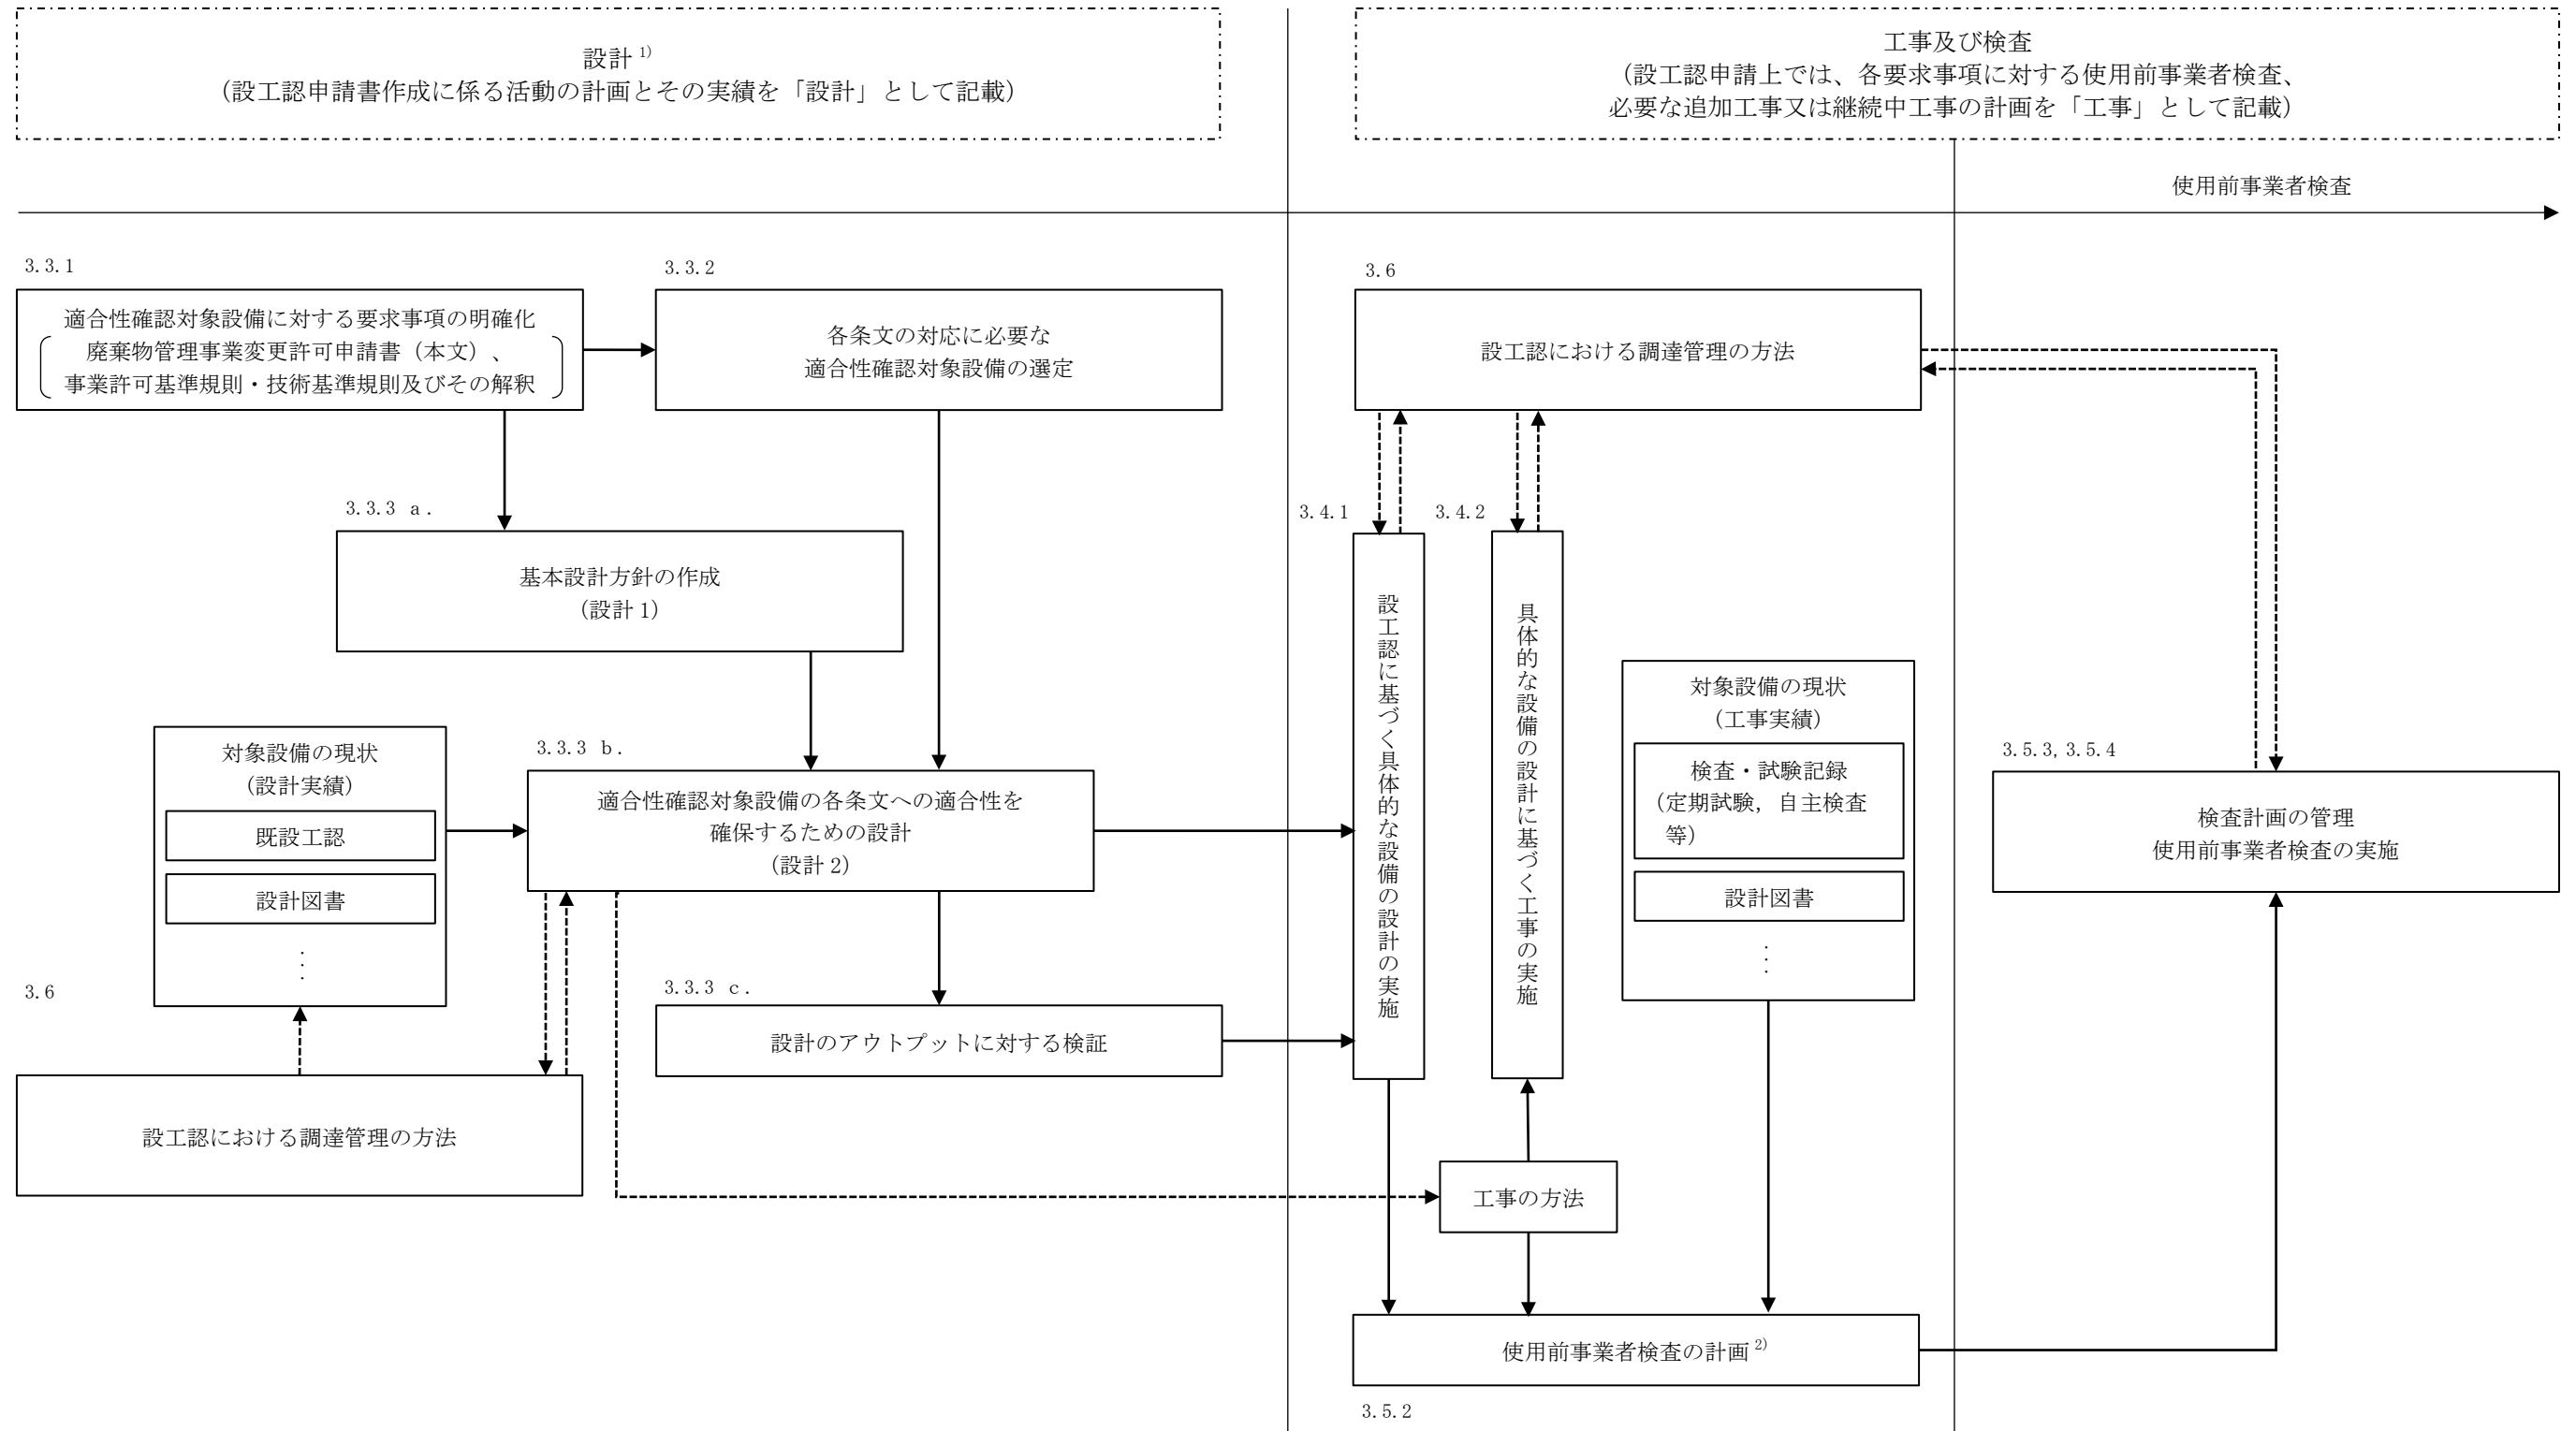 設計 1)
（設工認申請書作成に係る活動の計画とその実績を「設計」として記載）
工事及び検査
（設工認申請上では、各要求事項に対する使用前事業者検査、
必要な追加工事又は継続中工事の計画を「工事」として記載）
使用前事業者検査
3.3.1
適合性確認対象設備に対する要求事項の明確化
廃棄物管理事業変更許可申請書（本文）、
事業許可基準規則・技術基準規則及びその解釈
3.3.2
各条文の対応に必要な
適合性確認対象設備の選定
3.3.3 a.
基本設計方針の作成
（設計 1）
対象設備の現状
（設計実績）
既設工認
設計図書
⋮
3.3.3 b.
適合性確認対象設備の各条文への適合性を
確保するための設計
（設計 2）
3.3.3 c.
設計のアウトプットに対する検証
3.6
設工認における調達管理の方法
3.6
設工認における調達管理の方法
3.4.1
設工認に基づく具体的な設備の設計の実施
3.4.2
具体的な設備の設計に基づく工事の実施
対象設備の現状
（工事実績）
検査・試験記録
（定期試験，自主検査
等）
設計図書
⋮
工事の方法
使用前事業者検査の計画 2)
3.5.2
3.5.3, 3.5.4
検査計画の管理
使用前事業者検査の実施